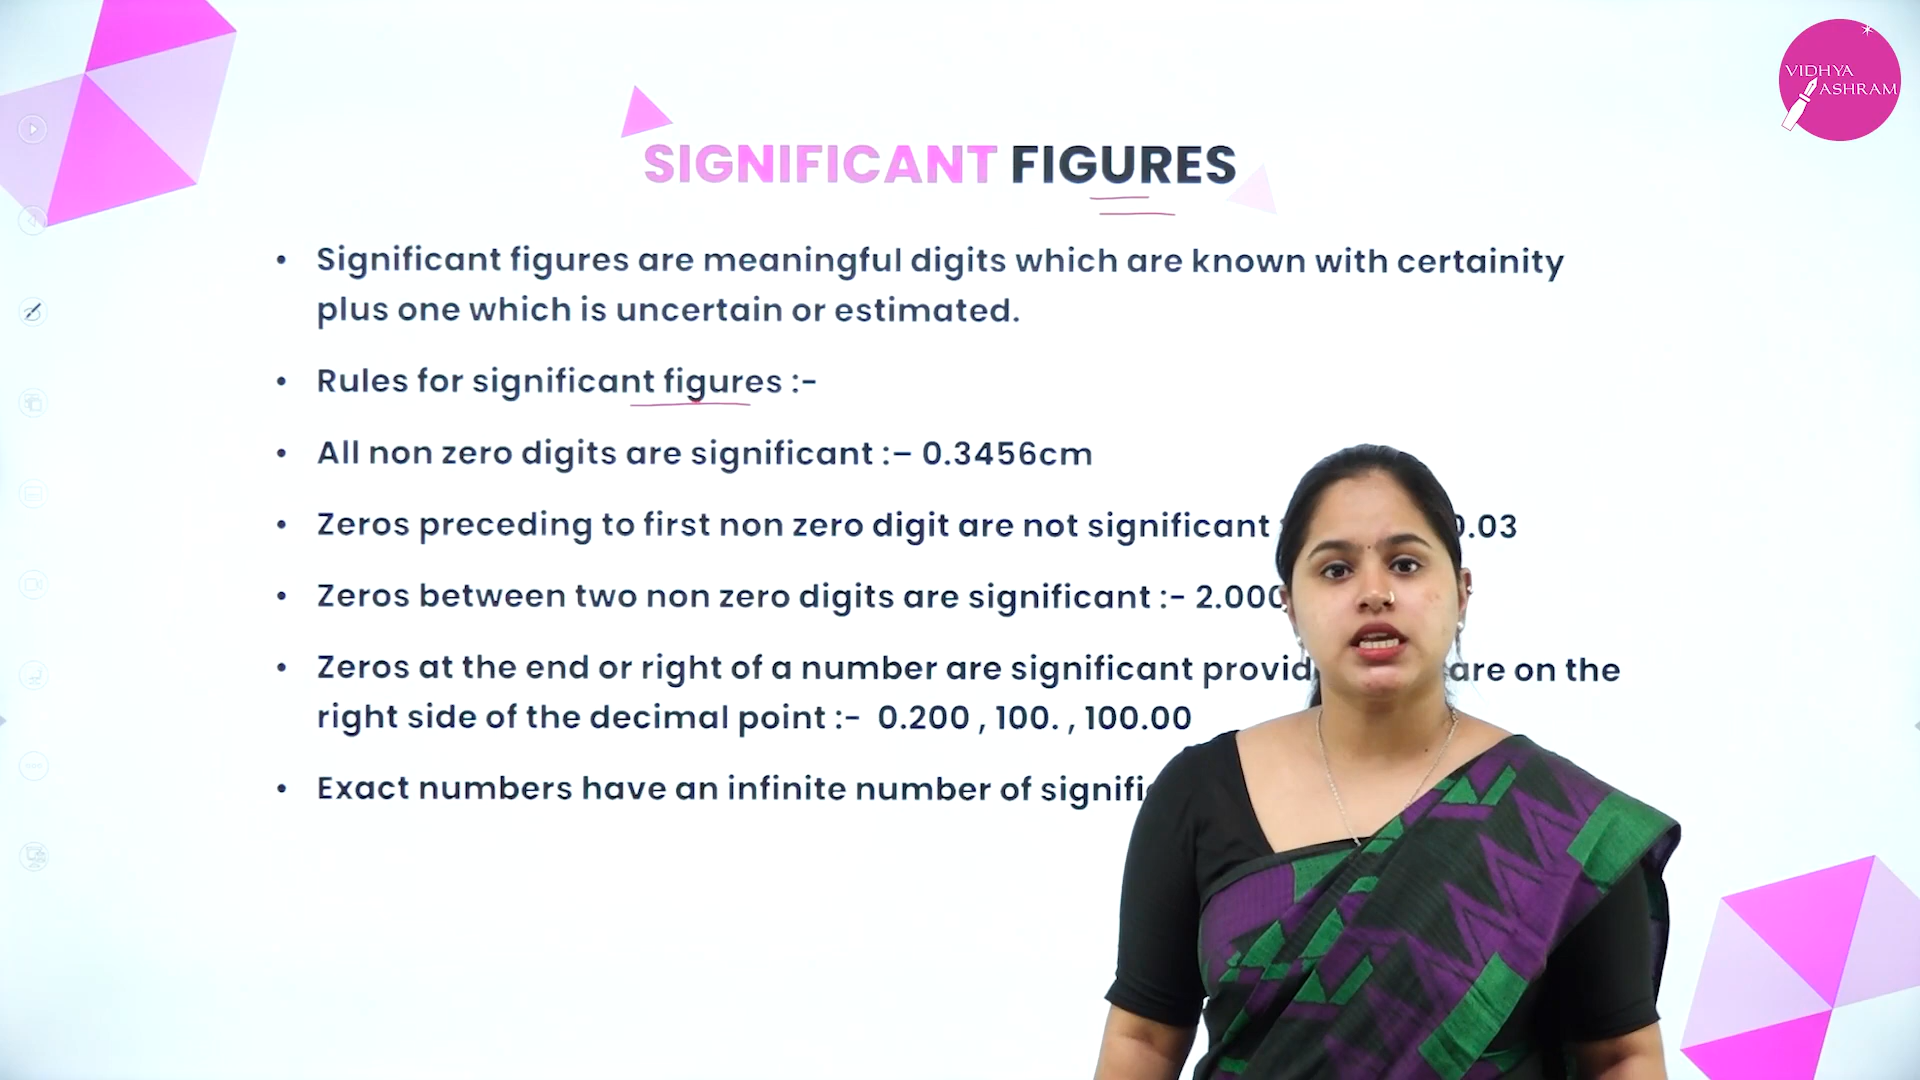 VIDHYA
ASHRAM
SIGNIFICANT FIGURES
• Significant figures are meaningful digits which are known with certainity
plus one which is uncertain or estimated.
• Rules for significant figures :-
• All non zero digits are significant :– 0.3456cm
• Zeros preceding to first non zero digit are not significant 0.03
• Zeros between two non zero digits are significant :- 2.000
• Zeros at the end or right of a number are significant are on the
right side of the decimal point :- 0.200 , 100. , 100.00
• Exact numbers have an infinite number of